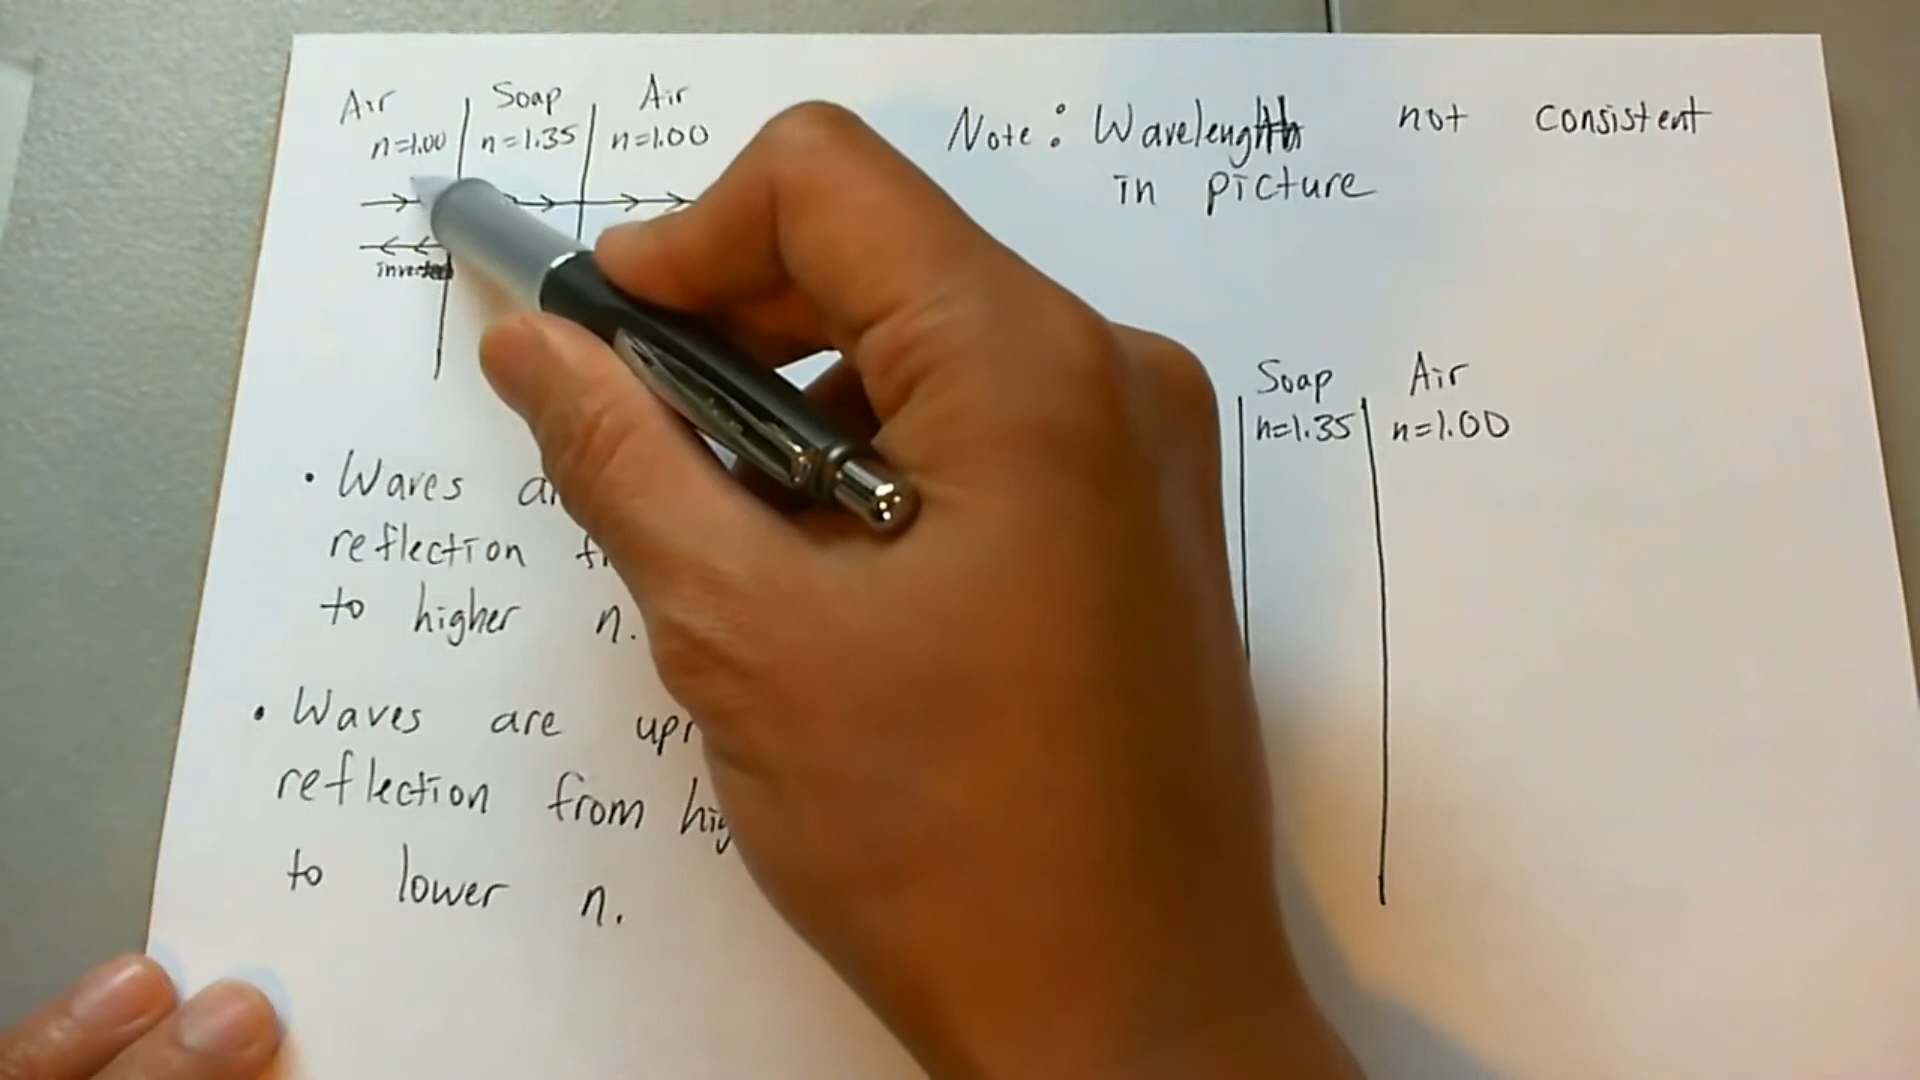 Air Soap Air
n=1.00 n=1.35 n=1.00
inverted
Note: Wavelength not consistent
in picture
Soap Air
n=1.35 n=1.00
• Waves
reflection
to higher n.
• Waves are
reflection from
to lower n.